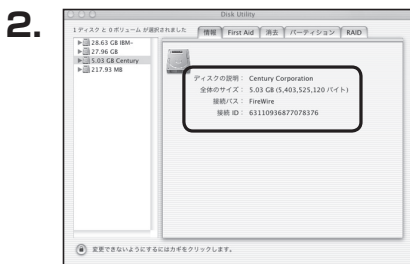 2.
Disk Utility
1 ディスク と 0 ボリューム が選択されました
情報 First Aid 消去 パーティション RAID
28.63 GB IBM-
27.96 GB
5.03 GB Century
217.93 MB
ディスクの説明： Century Corporation
全体のサイズ： 5.03 GB (5,403,525,120 バイト)
接続バス： FireWire
接続 ID： 63110936877078376
変更できないようにするにはカギをクリックします。